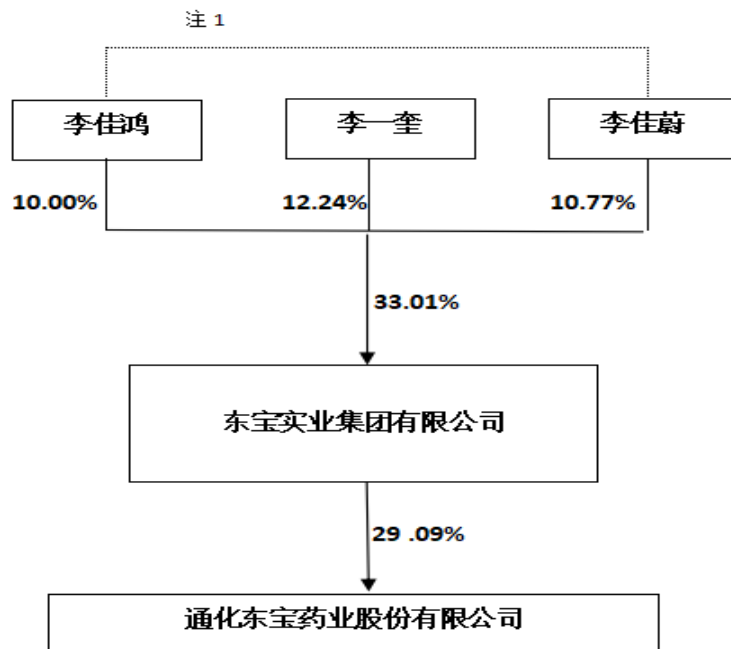 注 1
李佳鸿
李一奎
李佳蔚
10.00%
12.24%
10.77%
33.01%
东宝实业集团有限公司
29 .09%
通化东宝药业股份有限公司